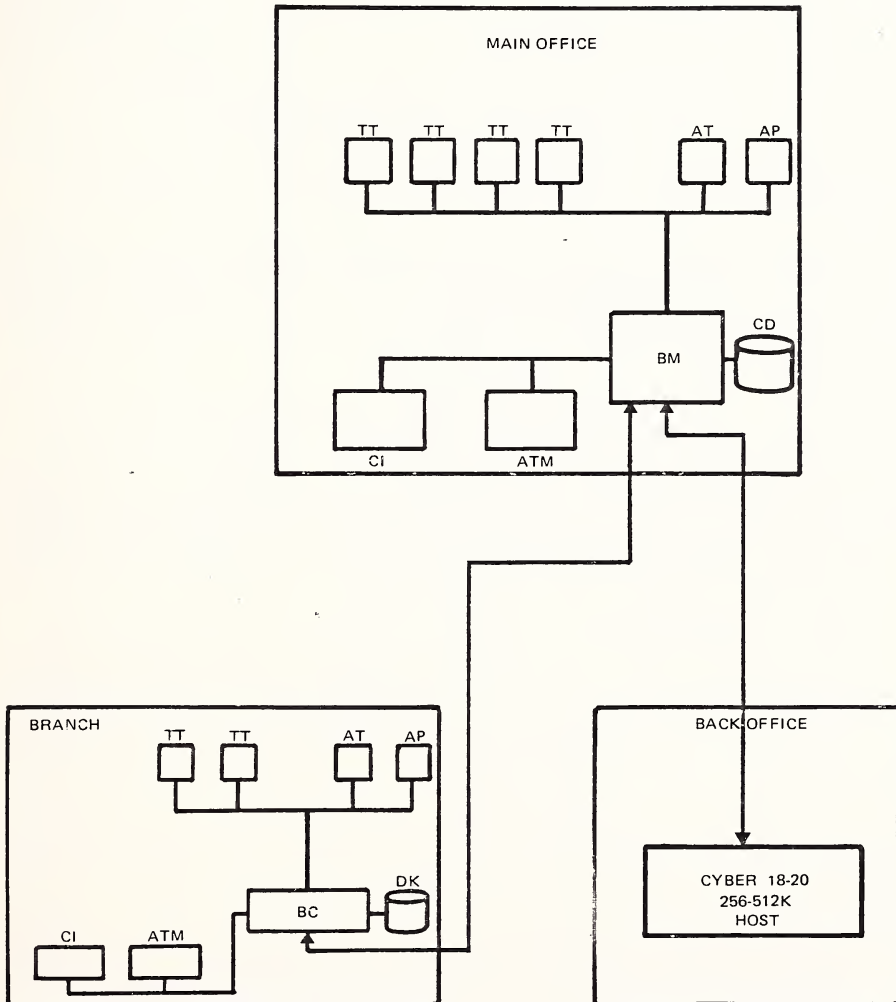 MAIN OFFICE
TT TT TT TT AT AP
CD
BM
CI ATM
BRANCH
TT TT AT AP
DK
BC
CI ATM
BACK OFFICE
CYBER 18-20
256-512K
HOST